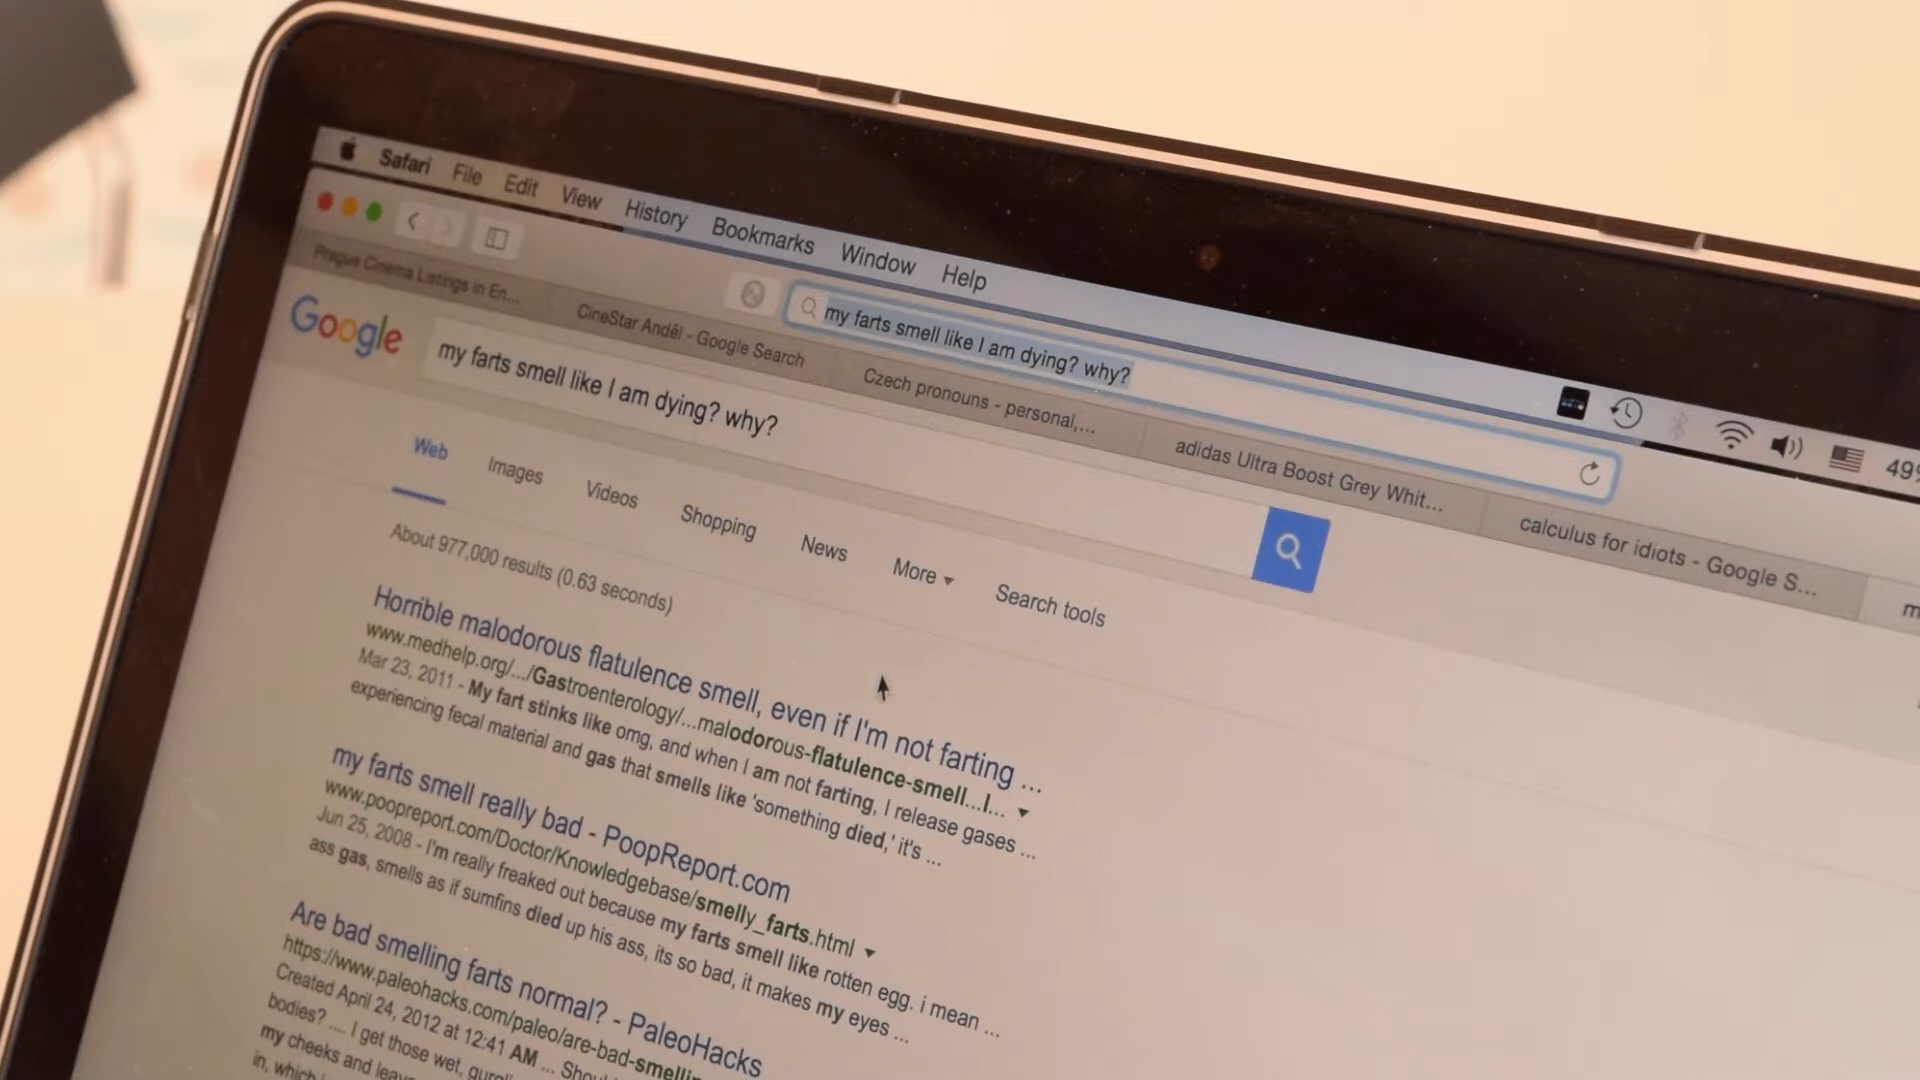 Safari File Edit View History Bookmarks Window Help
49%
my farts smell like I am dying? why?
Prague Cinema Listings in En...
CineStar Anděl - Google Search
Czech pronouns - personal,...
adidas Ultra Boost Grey Whit...
calculus for idiots - Google S...
Google
my farts smell like I am dying? why?
Web Images Videos Shopping News More Search tools
About 977,000 results (0.63 seconds)
Horrible malodorous flatulence smell, even if I'm not farting ...
www.medhelp.org/.../Gastroenterology/...malodorous-flatulence-smell...I...
Mar 23, 2011 - My fart stinks like omg, and when I am not farting, I release gases ...
experiencing fecal material and gas that smells like 'something died,' it's ...
my farts smell really bad - PoopReport.com
www.poopreport.com/Doctor/Knowledgebase/smelly_farts.html
Jun 25, 2008 - I'm really freaked out because my farts smell like rotten egg. i mean ...
ass gas, smells as if sumfins died up his ass, its so bad, it makes my eyes ...
Are bad smelling farts normal? - PaleoHacks
https://www.paleohacks.com/paleo/are-bad-smellin
Created April 24, 2012 at 12:41 AM ...
bodies? .... I get those wet,
my cheeks and
in,